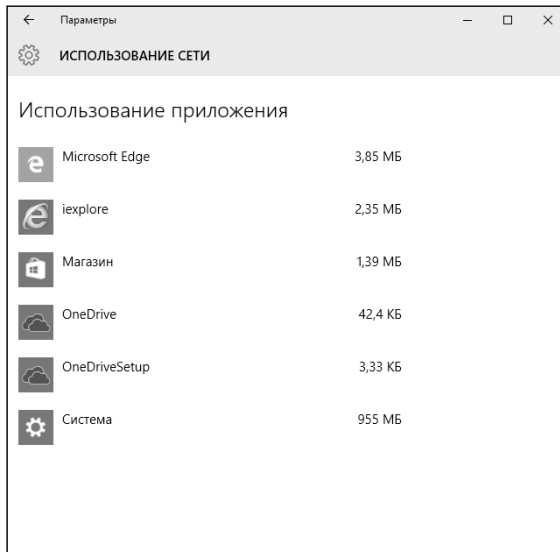 Параметры
ИСПОЛЬЗОВАНИЕ СЕТИ
Использование приложения
Microsoft Edge 3,85 МБ
iexplore 2,35 МБ
Магазин 1,39 МБ
OneDrive 42,4 КБ
OneDriveSetup 3,33 КБ
Система 955 МБ